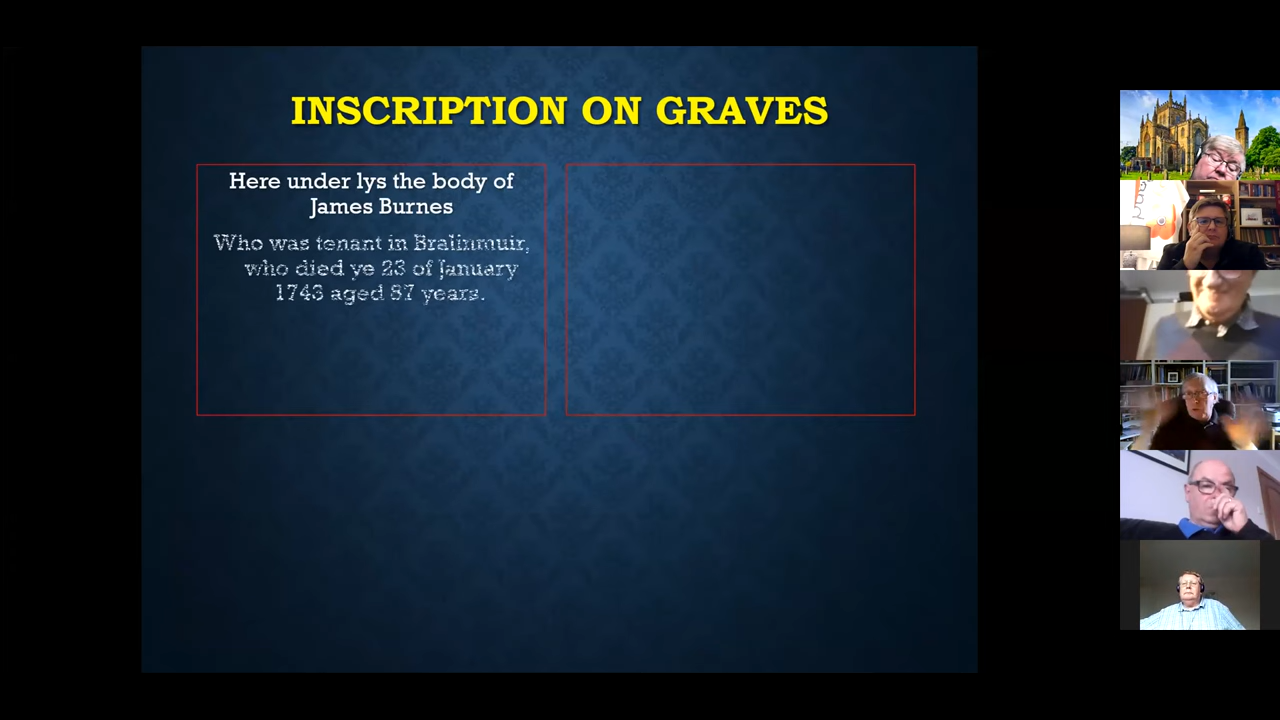 INSCRIPTION ON GRAVES
Here under lys the body of
James Burnes
Who was tenant in Bralinmuir,
who died ye 23 of January
1743 aged 87 years.